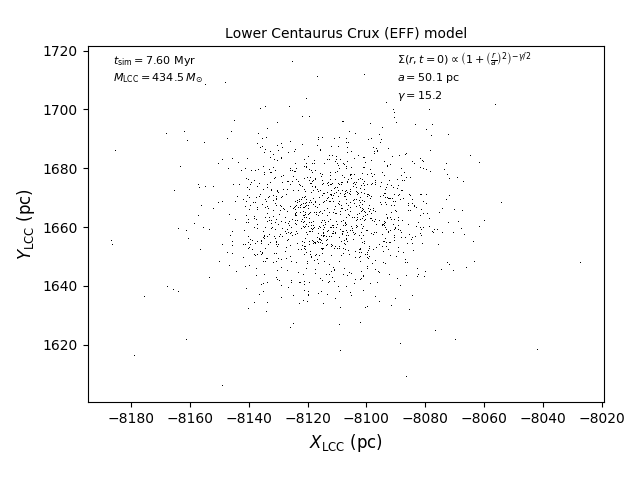 Lower Centaurus Crux (EFF) model
t_sim = 7.60 Myr
M_LCC = 434.5 M_⊙
Σ(r, t = 0) ∝ (1 + (r/a)²)^(−γ/2)
a = 50.1 pc
γ = 15.2
Y_LCC (pc)
1720
1700
1680
1660
1640
1620
−8180 −8160 −8140 −8120 −8100 −8080 −8060 −8040 −8020
X_LCC (pc)